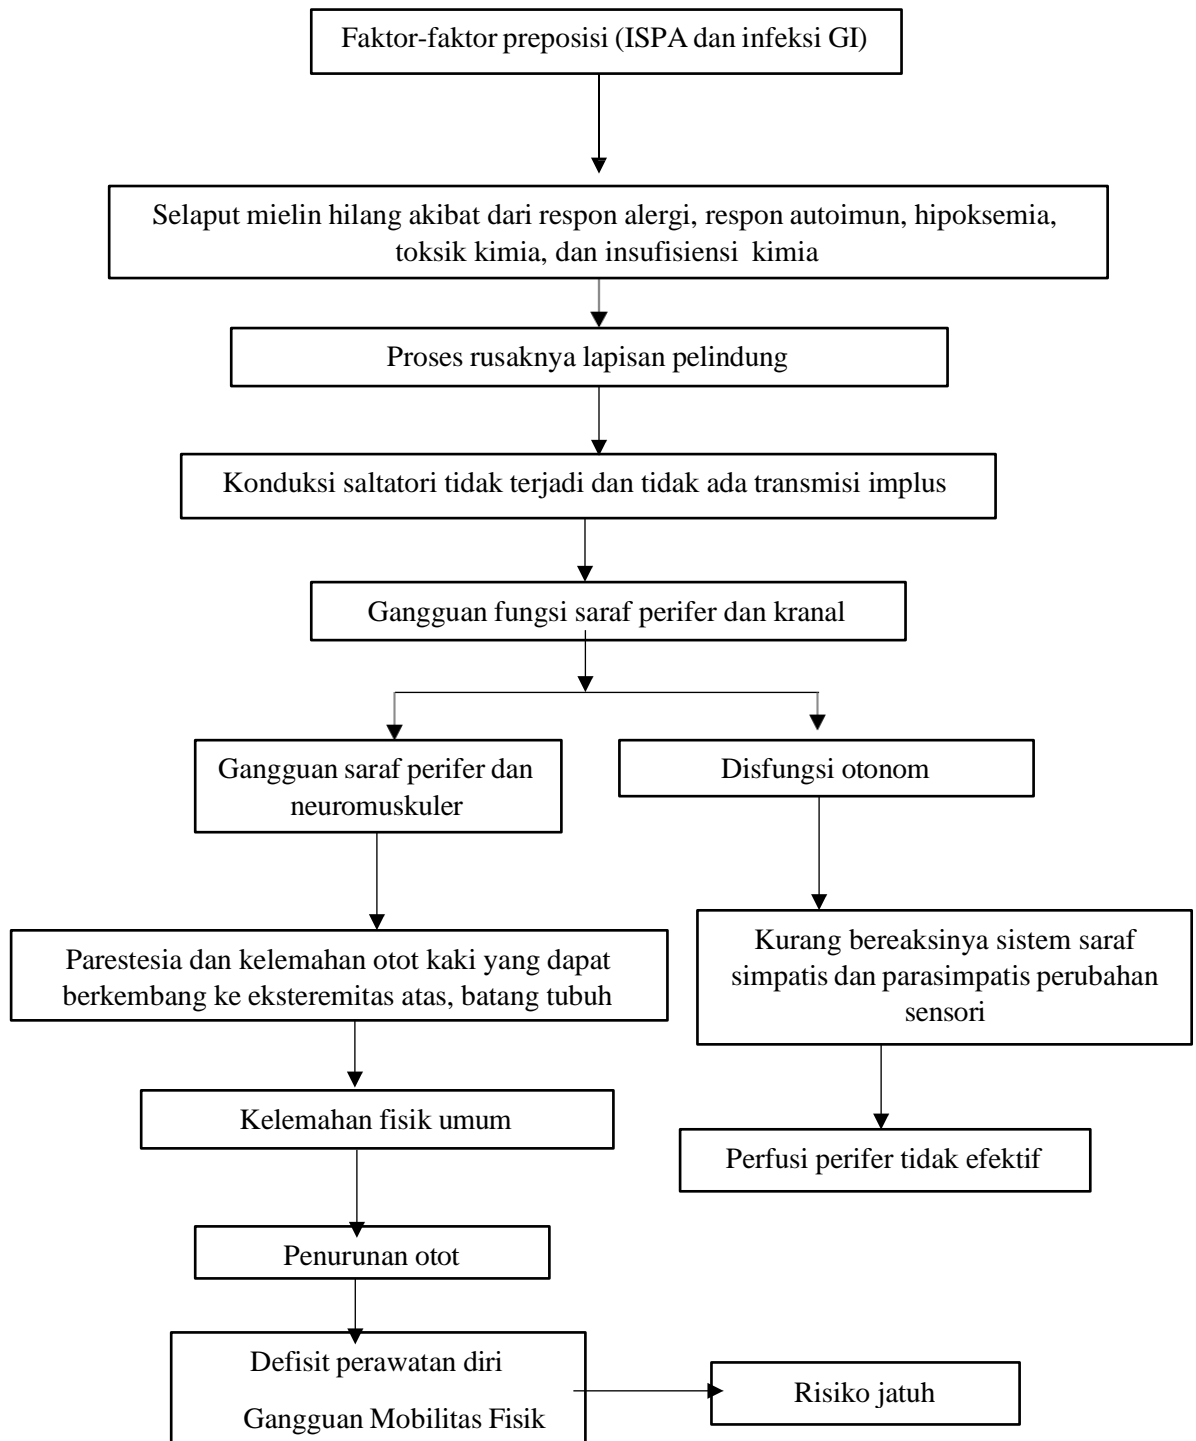 Faktor-faktor preposisi (ISPA dan infeksi GI)
Selaput mielin hilang akibat dari respon alergi, respon autoimun, hipoksemia,
toksik kimia, dan insufisiensi kimia
Proses rusaknya lapisan pelindung
Konduksi saltatori tidak terjadi dan tidak ada transmisi implus
Gangguan fungsi saraf perifer dan kranal
Gangguan saraf perifer dan
neuromuskuler
Disfungsi otonom
Parestesia dan kelemahan otot kaki yang dapat
berkembang ke eksteremitas atas, batang tubuh
Kurang bereaksinya sistem saraf
simpatis dan parasimpatis perubahan
sensori
Kelemahan fisik umum
Perfusi perifer tidak efektif
Penurunan otot
Defisit perawatan diri
Gangguan Mobilitas Fisik
Risiko jatuh